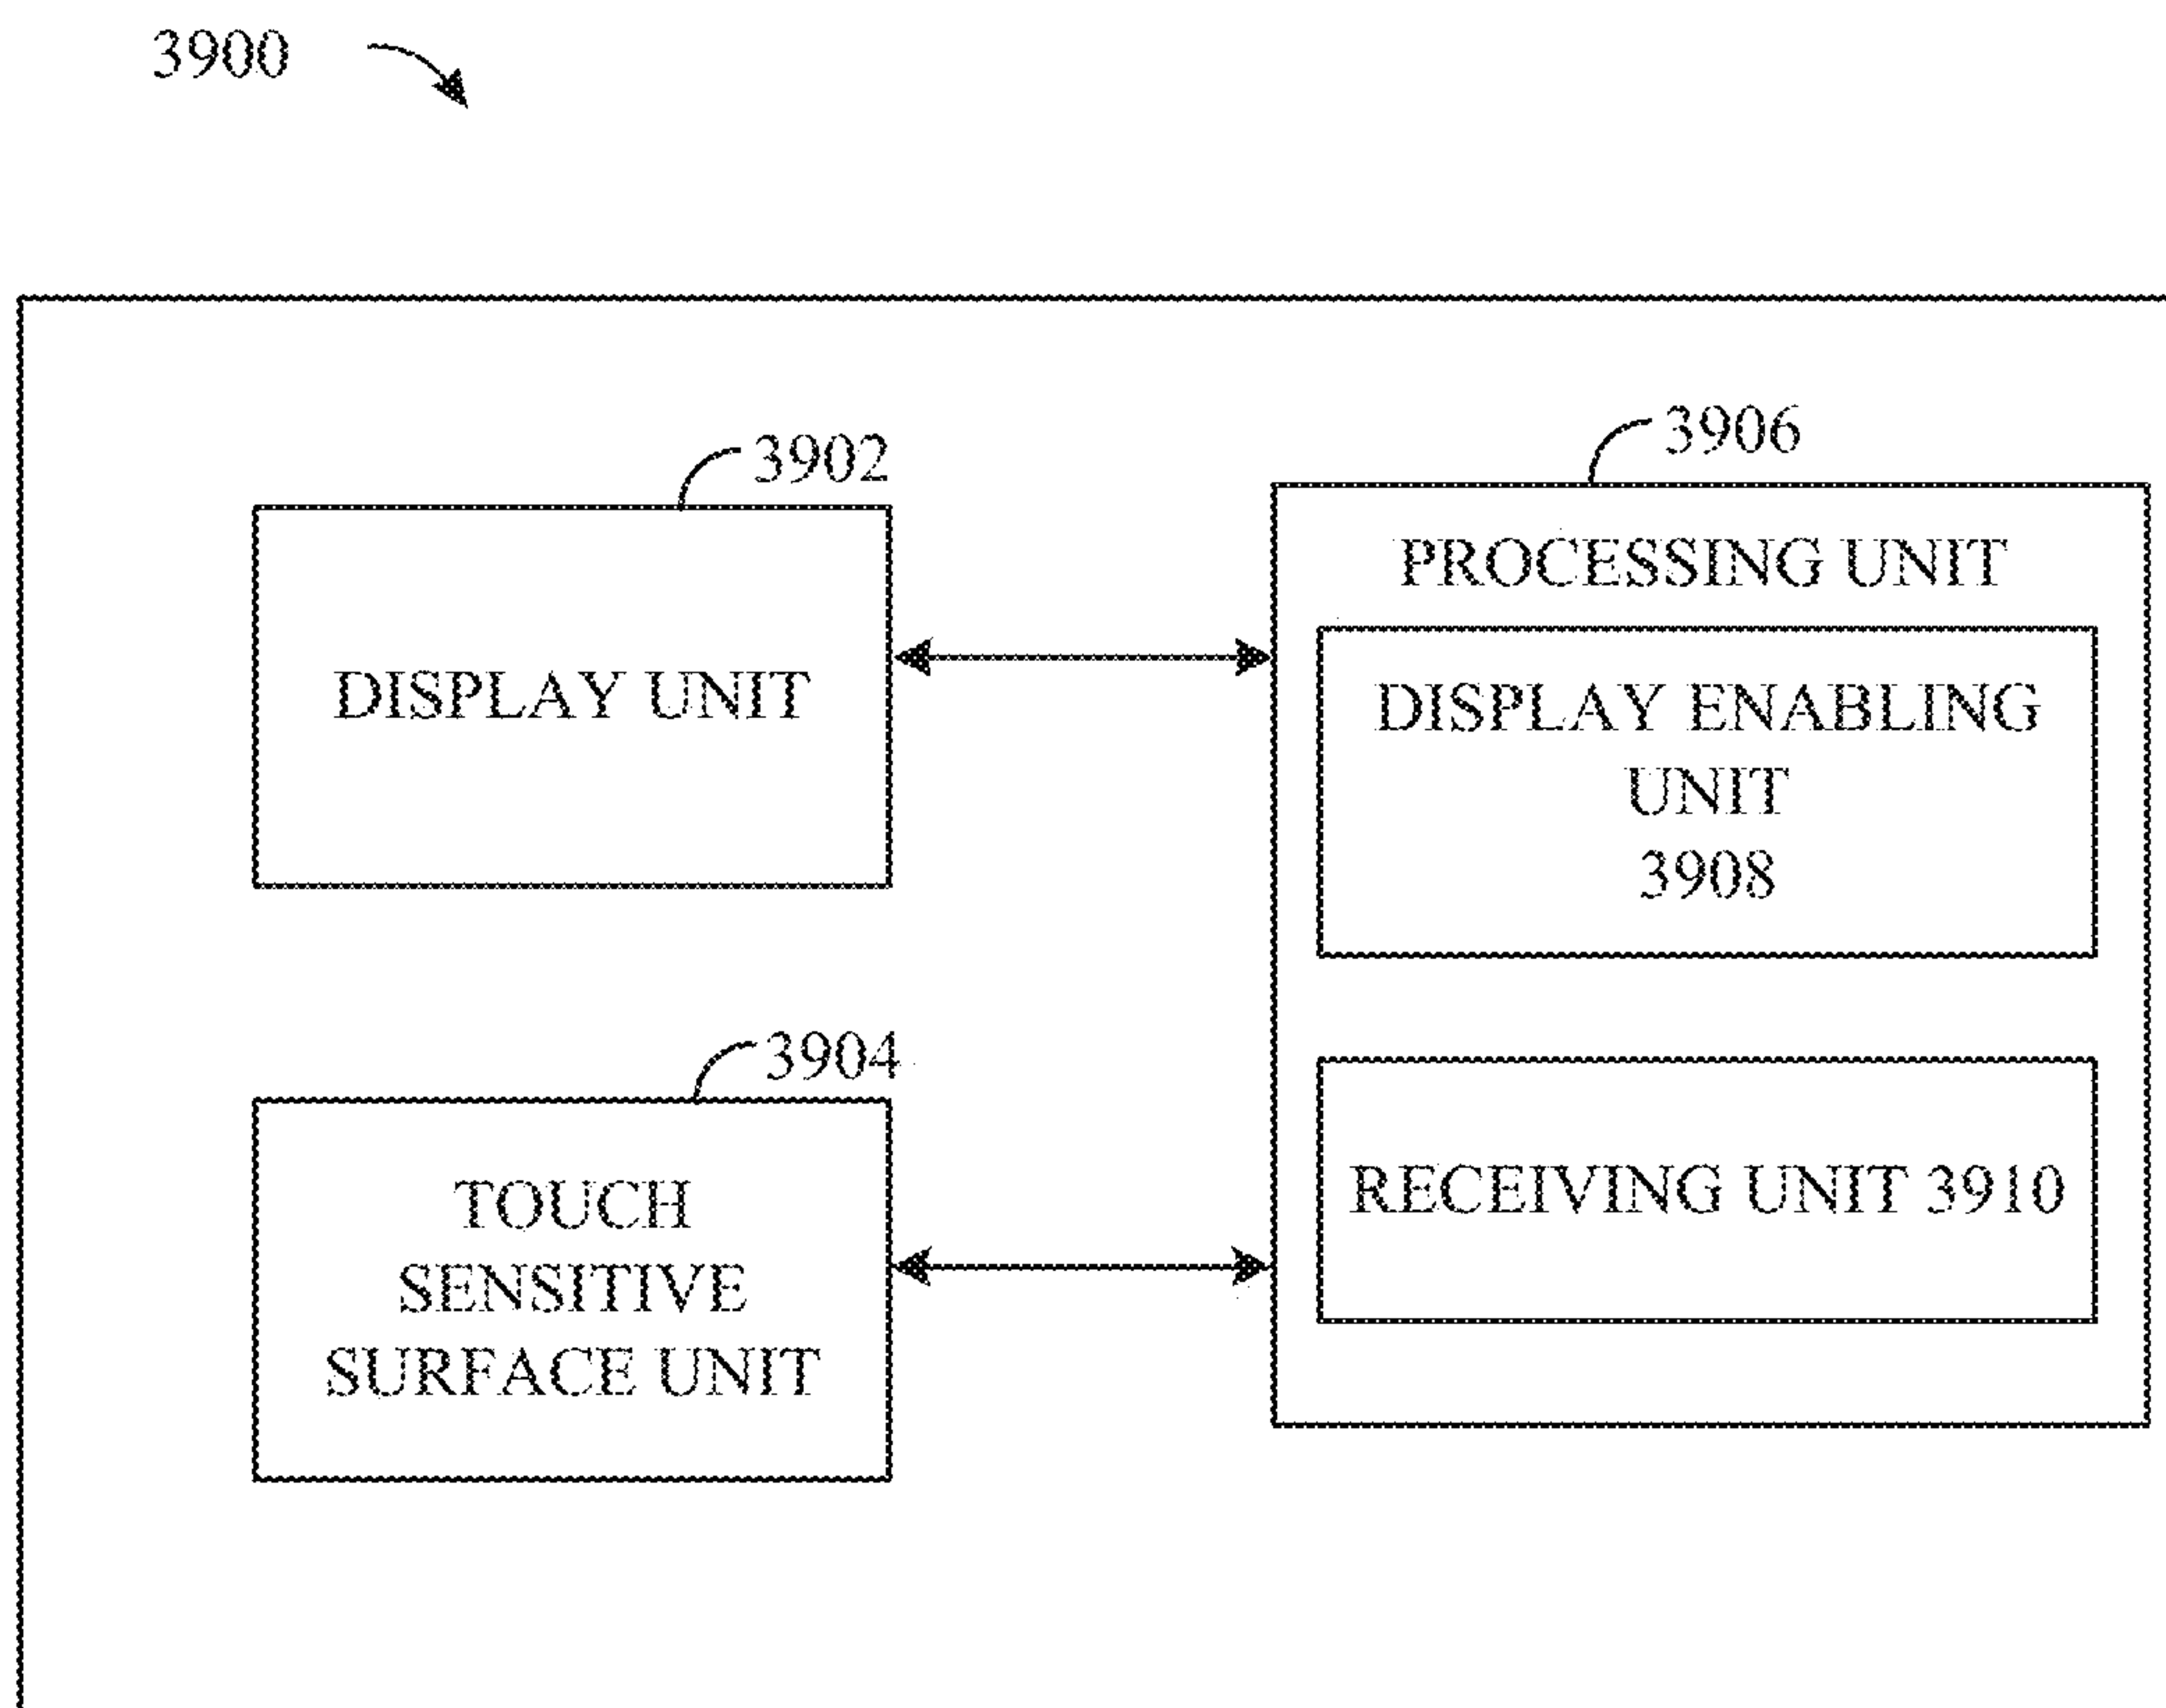 3900
3902
DISPLAY UNIT
3904
TOUCH
SENSITIVE
SURFACE UNIT
3906
PROCESSING UNIT
DISPLAY ENABLING
UNIT
3908
RECEIVING UNIT 3910